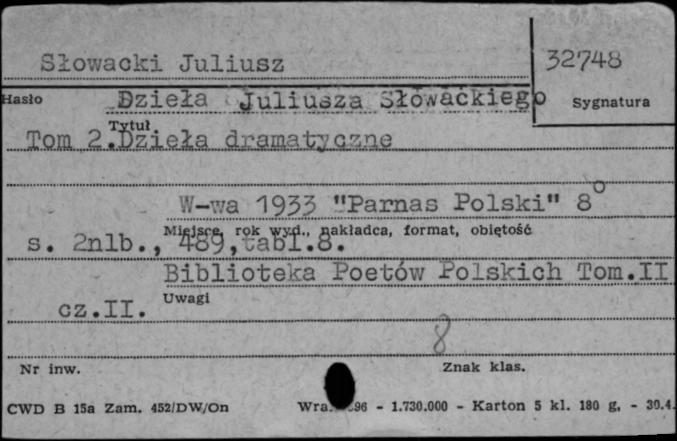 Słowacki Juliusz
32748
Hasło
Dzieła Juliusza Słowackiego
Sygnatura
Tytuł
Tom 2.Dzieła dramatyczne
W-wa 1933 "Parnas Polski" 8°
Miejsce, rok wyd., nakładca, format, objętość
s. 2nlb., 489,tabl.8.
Biblioteka Poetów Polskich Tom.II
Uwagi
cz.II.
8
Nr inw.
Znak klas.
CWD B 15a Zam. 452/DW/On
- 1.730.000 - Karton 5 kl. 180 g. - 30.4.